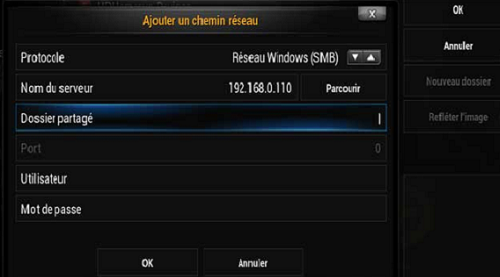 Ajouter un chemin réseau
Protocole Réseau Windows (SMB)
Nom du serveur 192.168.0.110 Parcourir
Dossier partagé
Port 0
Utilisateur
Mot de passe
OK Annuler
OK
Annuler
Nouveau dossier
Refléter l'image